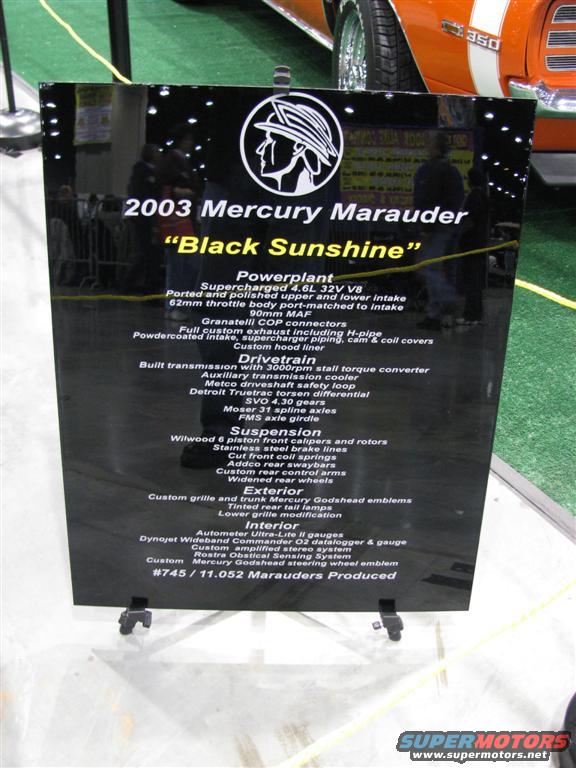 350
2003 Mercury Marauder
"Black Sunshine"
Powerplant
Supercharged 4.6L 32V V8
Ported and polished upper and lower intake
62mm throttle body port-matched to intake
90mm MAF
Granatelli COP connectors
Full custom exhaust including H-pipe
Powdercoated intake, supercharger piping, cam & coil covers
Custom hood liner
Drivetrain
Built transmission with 3000rpm stall torque converter
Auxiliary transmission cooler
Metco driveshaft safety loop
Detroit Truetrac torsen differential
SVO 4.30 gears
Moser 31 spline axles
FMS axle girdle
Suspension
Wilwood 6 piston front calipers and rotors
Stainless steel brake lines
Cut front coil springs
Addco rear swaybars
Custom rear control arms
Widened rear wheels
Exterior
Custom grille and trunk Mercury Godshead emblems
Tinted rear tail lamps
Lower grille modification
Interior
Autometer Ultra-Lite II gauges
Dynojet Wideband Commander O2 datalogger & gauge
Custom amplified stereo system
Rostra Obstical Sensing System
Custom Mercury Godshead steering wheel emblem
#745 / 11.052 Marauders Produced
SUPERMOTORS
www.supermotors.net